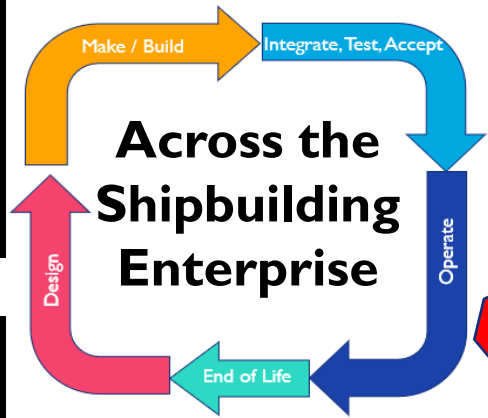 Make / Build
Integrate, Test, Accept
Across the
Shipbuilding
Enterprise
Operate
Design
End of Life